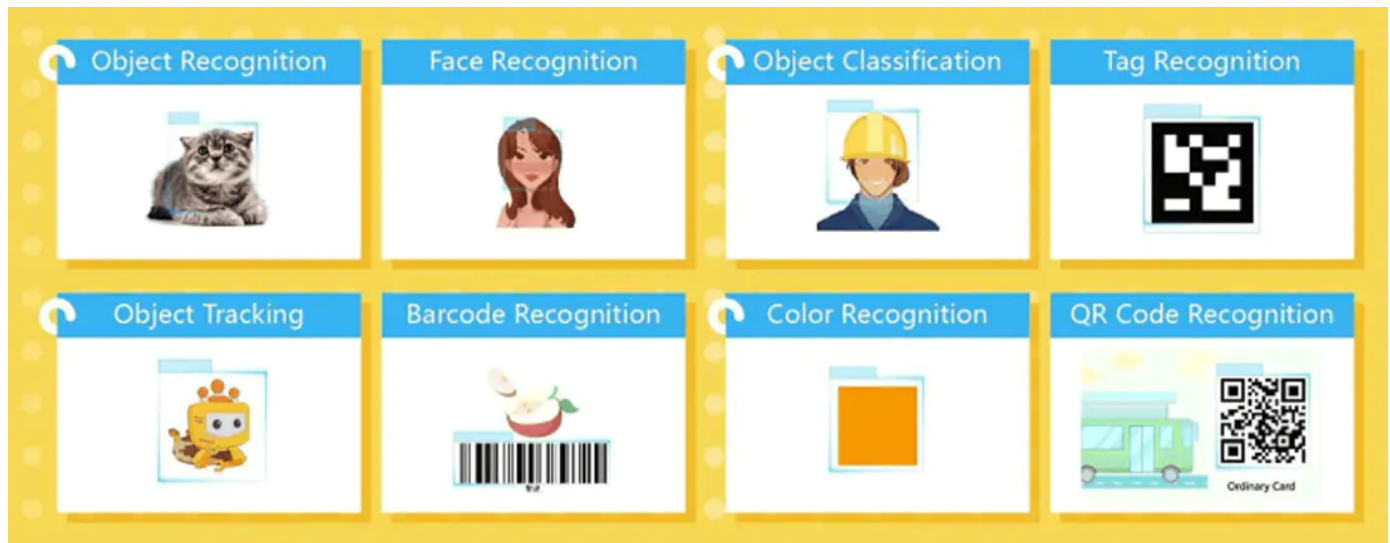 Object Recognition
Face Recognition
Object Classification
Tag Recognition
Object Tracking
Barcode Recognition
Color Recognition
QR Code Recognition
Ordinary Card